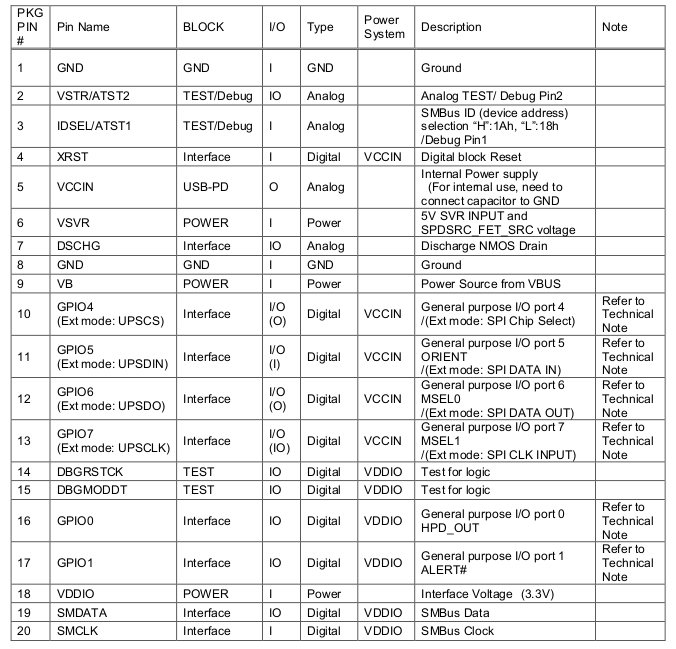 PKG PIN # Pin Name BLOCK I/O Type Power System Description Note
1 GND GND I GND Ground
2 VSTR/ATST2 TEST/Debug IO Analog Analog TEST/ Debug Pin2
3 IDSEL/ATST1 TEST/Debug I Analog SMBus ID (device address) selection “H”:1Ah, “L”:18h /Debug Pin1
4 XRST Interface I Digital VCCIN Digital block Reset
5 VCCIN USB-PD O Analog Internal Power supply (For internal use, need to connect capacitor to GND
6 VSVR POWER I Power 5V SVR INPUT and SPDSRC_FET_SRC voltage
7 DSCHG Interface IO Analog Discharge NMOS Drain
8 GND GND I GND Ground
9 VB POWER I Power Power Source from VBUS
10 GPIO4 (Ext mode: UPSCS) Interface I/O (O) Digital VCCIN General purpose I/O port 4 /(Ext mode: SPI Chip Select) Refer to Technical Note
11 GPIO5 (Ext mode: UPSDIN) Interface I/O (I) Digital VCCIN General purpose I/O port 5 ORIENT /(Ext mode: SPI DATA IN) Refer to Technical Note
12 GPIO6 (Ext mode: UPSDO) Interface I/O (O) Digital VCCIN General purpose I/O port 6 MSEL0 /(Ext mode: SPI DATA OUT) Refer to Technical Note
13 GPIO7 (Ext mode: UPSCLK) Interface I/O (IO) Digital VCCIN General purpose I/O port 7 MSEL1 /(Ext mode: SPI CLK INPUT) Refer to Technical Note
14 DBGRSTCK TEST IO Digital VDDIO Test for logic
15 DBGMODDT TEST IO Digital VDDIO Test for logic
16 GPIO0 Interface IO Digital VDDIO General purpose I/O port 0 HPD_OUT Refer to Technical Note
17 GPIO1 Interface IO Digital VDDIO General purpose I/O port 1 ALERT# Refer to Technical Note
18 VDDIO POWER I Power Interface Voltage (3.3V)
19 SMDATA Interface IO Digital VDDIO SMBus Data
20 SMCLK Interface I Digital VDDIO SMBus Clock